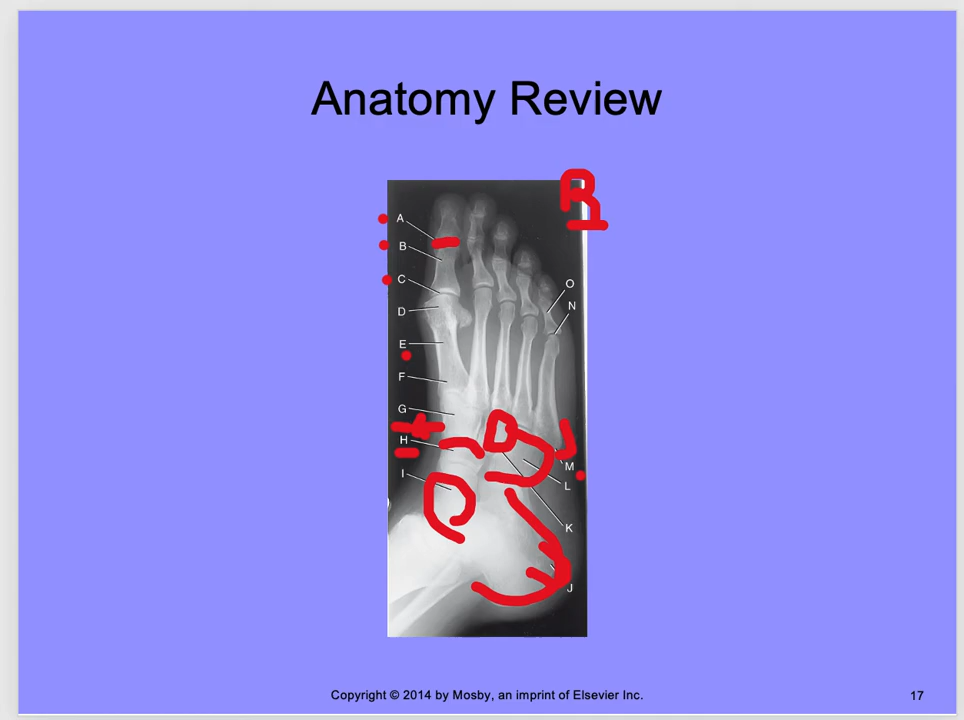 Anatomy Review
R
A
B
C
D
E
F
G
H
I
O
N
M
L
K
J
Copyright © 2014 by Mosby, an imprint of Elsevier Inc.
17